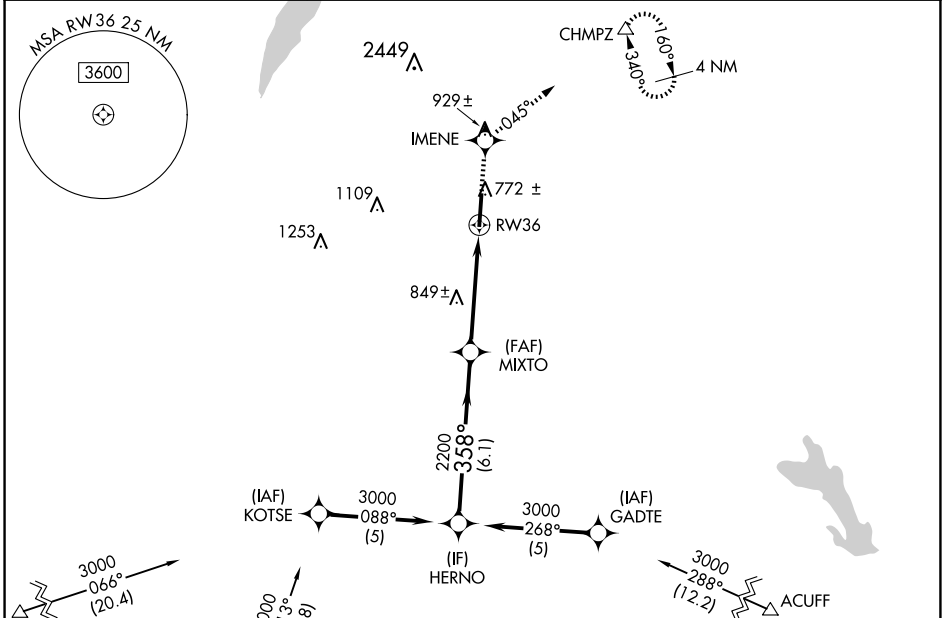 MSA RW36 25 NM
3600
2449
CHMPZ
160°
340°
4 NM
929±
045°
IMENE
772 ±
1109
RW36
1253
849±
(FAF)
MIXTO
2200
358°
(6.1)
(IAF)
KOTSE
3000
088°
(5)
3000
268°
(5)
(IAF)
GADTE
(IF)
HERNO
3000
066°
(20.4)
3000
288°
(12.2)
ACUFF